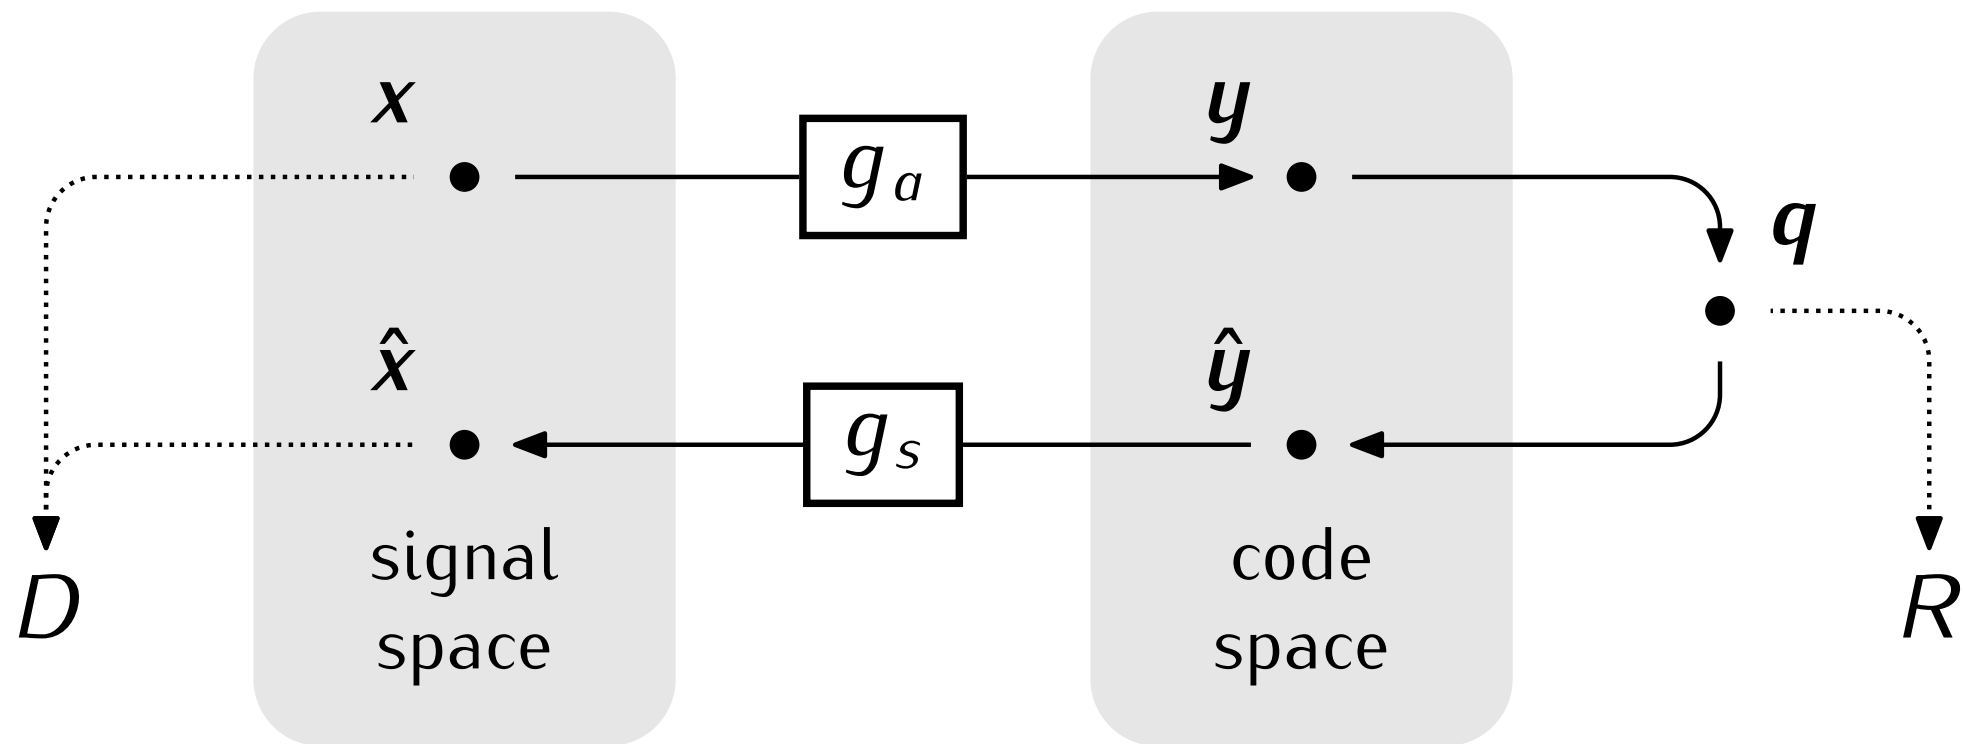 x
y
g_a
q
x̂
ŷ
g_s
D
signal
space
code
space
R